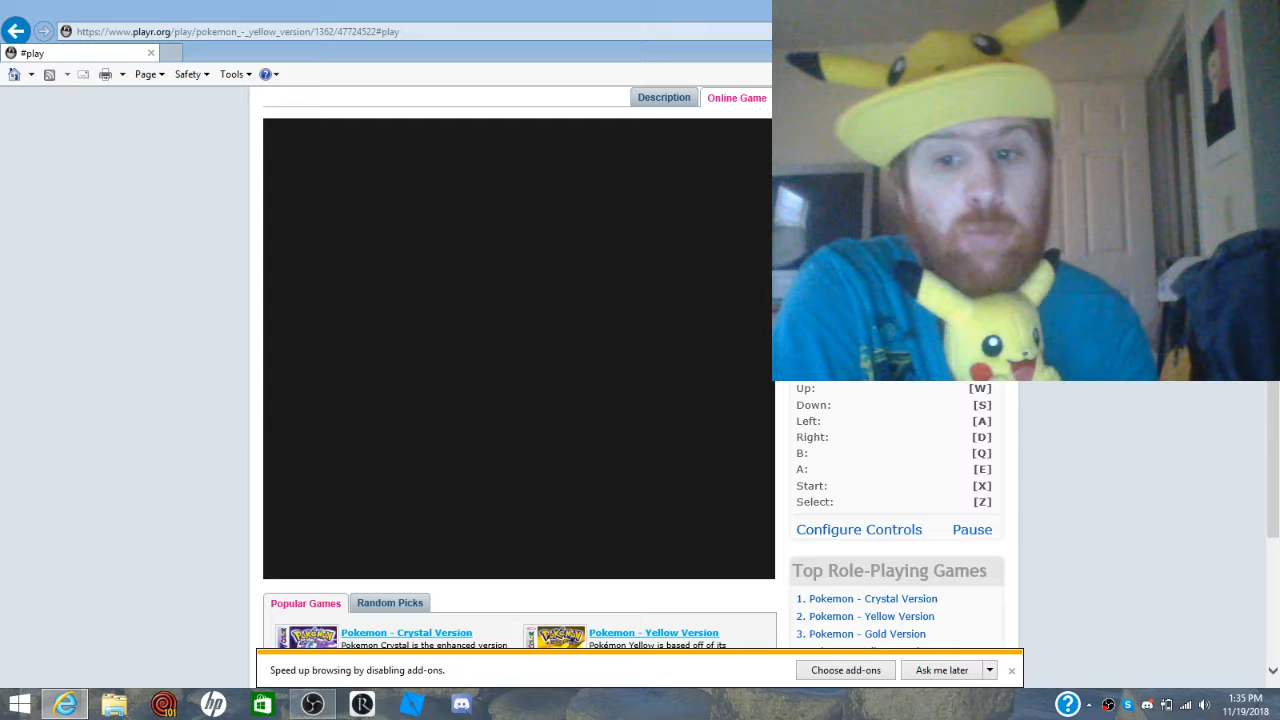 https://www.playr.org/play/pokemon_-_yellow_version/1362/47724522#play
#play
Page Safety Tools
Description Online Game
Up: [W]
Down: [S]
Left: [A]
Right: [D]
B: [Q]
A: [E]
Start: [X]
Select: [Z]
Configure Controls Pause
Top Role-Playing Games
1. Pokemon - Crystal Version
2. Pokemon - Yellow Version
3. Pokemon - Gold Version
Popular Games Random Picks
Pokemon - Crystal Version
Pokemon Crystal is the enhanced version
Pokemon - Yellow Version
Pokémon Yellow is based off of its
Speed up browsing by disabling add-ons.
Choose add-ons Ask me later
101
hp
R
1:35 PM
11/19/2018